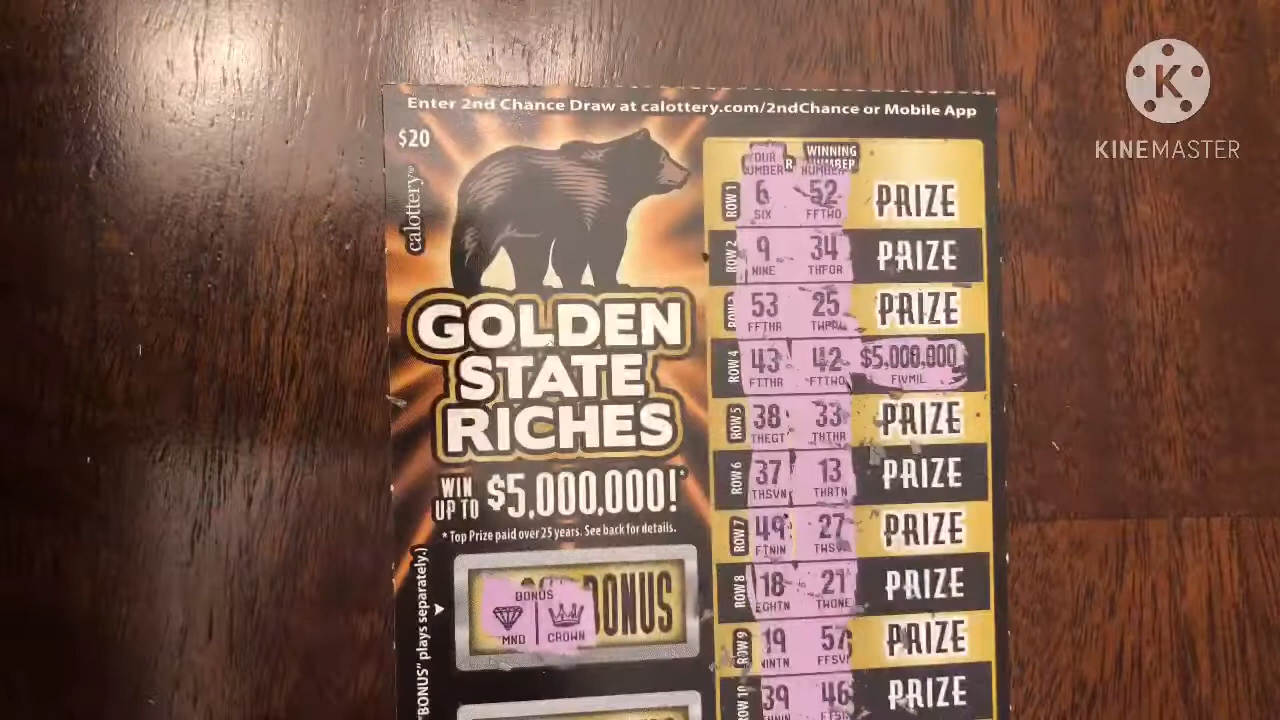 Enter 2nd Chance Draw at calottery.com/2ndChance or Mobile App
$20
calottery
GOLDEN
STATE
RICHES
WIN
UP TO $5,000,000!*
* Top Prize paid over 25 years. See back for details.
"BONUS" plays separately.)
BONUS
MND CROWN
BONUS
YOUR WINNING
NUMBER
ROW 1 6 52 PRIZE
SIX FFTWO
ROW 2 9 34 PRIZE
NINE THFOR
53 25 PRIZE
FFTHR
ROW 4 43 42 $5,000,000
FTTHR FTTWO FIVMIL
ROW 5 38 33 PRIZE
THEGT THTHR
ROW 6 37 13 PRIZE
THSVN THRTN
ROW 7 49 27 PRIZE
FTNIN TWSV
ROW 8 18 21 PRIZE
EGHTN TWONE
ROW 9 19 57 PRIZE
NINTN FFSV
ROW 10 39 46 PRIZE
KINEMASTER